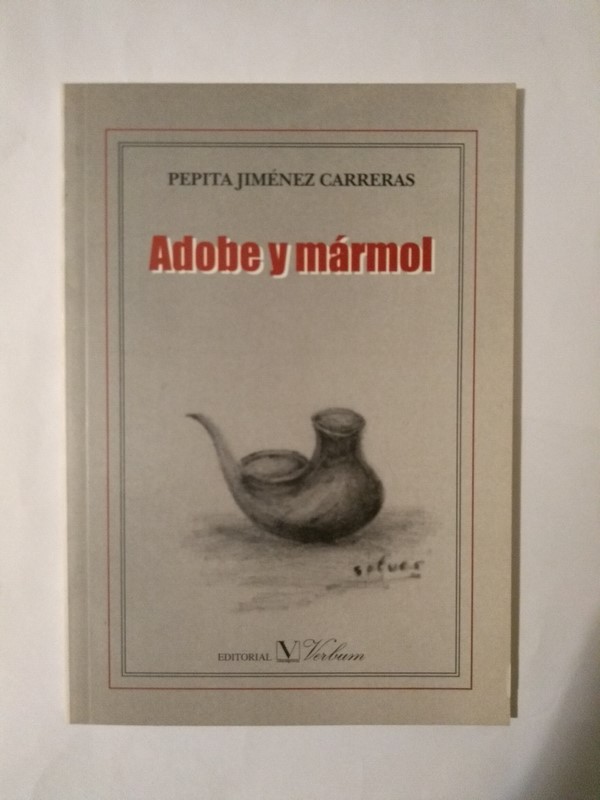 PEPITA JIMÉNEZ CARRERAS
Adobe y mármol
EDITORIAL V Verbum